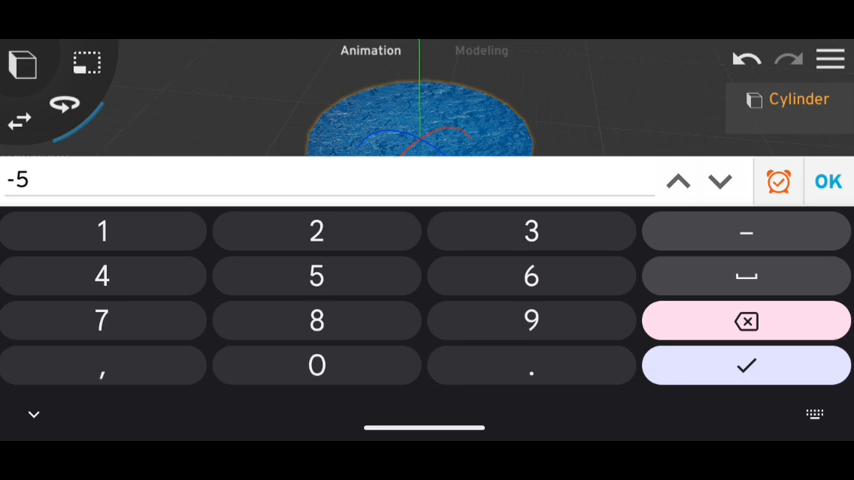 Animation Modeling
Cylinder
-5
OK
1 2 3 –
4 5 6
7 8 9
, 0 .